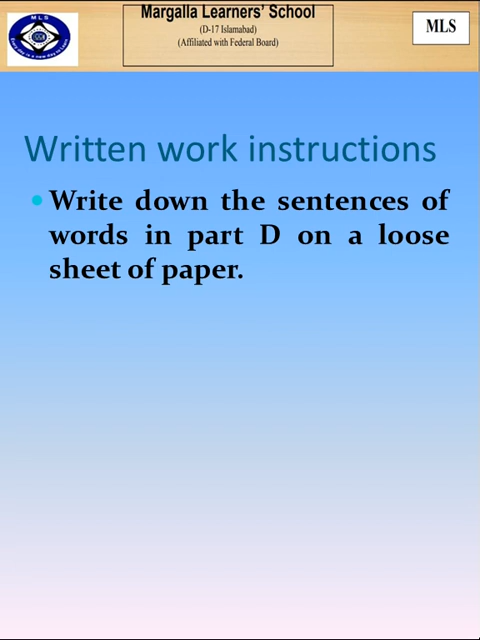 Margalla Learners' School
(D-17 Islamabad)
(Affiliated with Federal Board)
MLS
MLS
Written work instructions
Write down the sentences of
words in part D on a loose
sheet of paper.